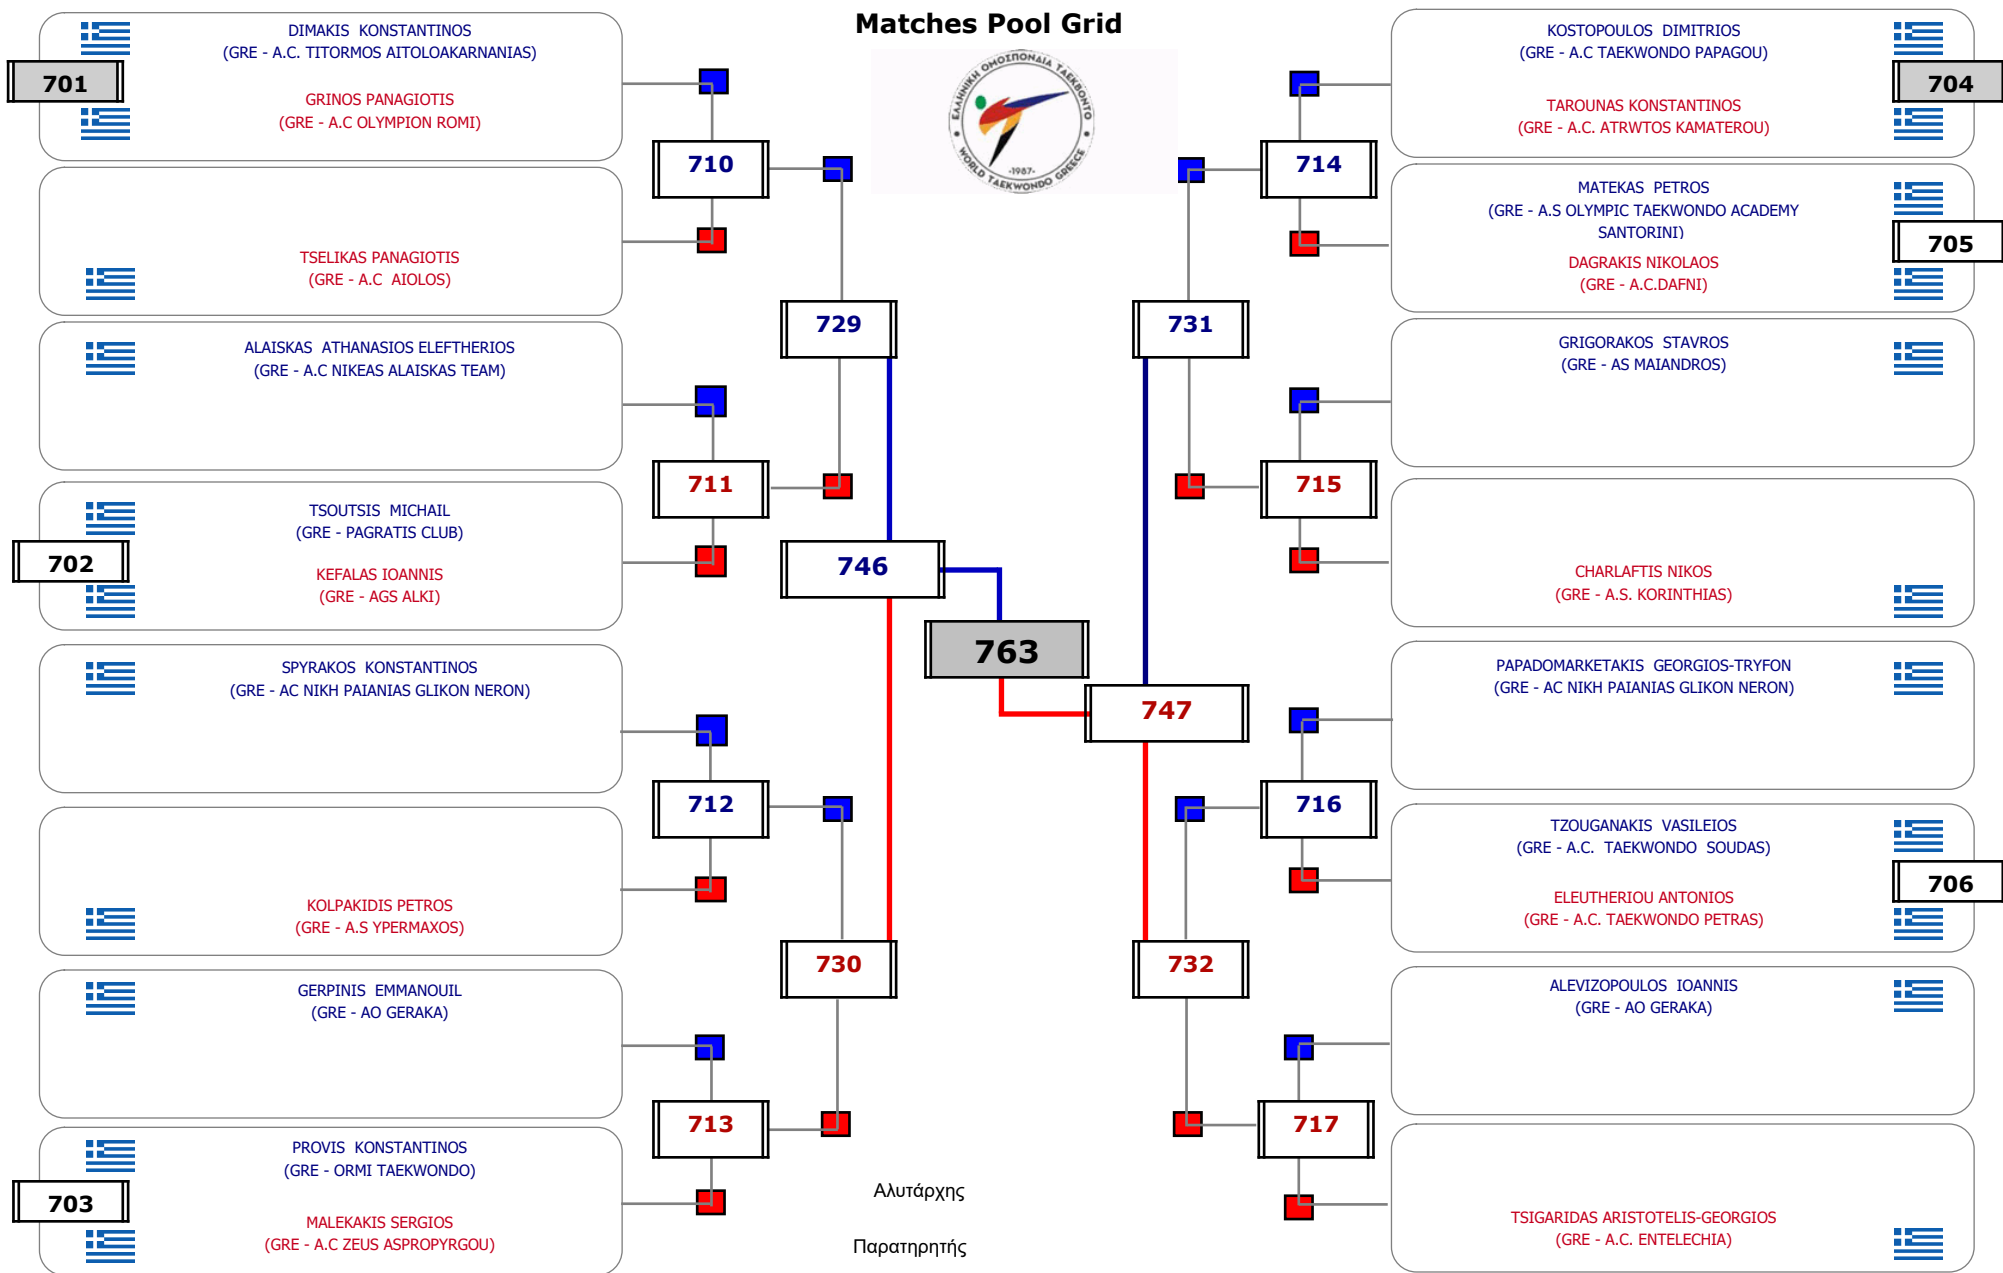 Matches Pool Grid
ΕΛΛΗΝΙΚΗ ΟΜΟΣΠΟΝΔΙΑ ΤΑΕΚΒΟΝΤΟ
-1987-
WORLD TAEKWONDO GREECE
DIMAKIS KONSTANTINOS
(GRE - A.C. TITORMOS AITOLOAKARNANIAS)
701
GRINOS PANAGIOTIS
(GRE - A.C OLYMPION ROMI)
710
TSELIKAS PANAGIOTIS
(GRE - A.C AIOLOS)
729
ALAISKAS ATHANASIOS ELEFTHERIOS
(GRE - A.C NIKEAS ALAISKAS TEAM)
711
TSOUTSIS MICHAIL
(GRE - PAGRATIS CLUB)
702
KEFALAS IOANNIS
(GRE - AGS ALKI)
746
763
SPYRAKOS KONSTANTINOS
(GRE - AC NIKH PAIANIAS GLIKON NERON)
712
KOLPAKIDIS PETROS
(GRE - A.S YPERMAXOS)
730
GERPINIS EMMANOUIL
(GRE - AO GERAKA)
713
PROVIS KONSTANTINOS
(GRE - ORMI TAEKWONDO)
703
MALEKAKIS SERGIOS
(GRE - A.C ZEUS ASPROPYRGOU)
Αλυτάρχης
Παρατηρητής
KOSTOPOULOS DIMITRIOS
(GRE - A.C TAEKWONDO PAPAGOU)
704
TAROUNAS KONSTANTINOS
(GRE - A.C. ATRWTOS KAMATEROU)
714
MATEKAS PETROS
(GRE - A.S OLYMPIC TAEKWONDO ACADEMY
SANTORINI)
705
DAGRAKIS NIKOLAOS
(GRE - A.C.DAFNI)
731
GRIGORAKOS STAVROS
(GRE - AS MAIANDROS)
715
CHARLAFTIS NIKOS
(GRE - A.S. KORINTHIAS)
747
PAPADOMARKETAKIS GEORGIOS-TRYFON
(GRE - AC NIKH PAIANIAS GLIKON NERON)
716
TZOUGANAKIS VASILEIOS
(GRE - A.C. TAEKWONDO SOUDAS)
706
ELEUTHERIOU ANTONIOS
(GRE - A.C. TAEKWONDO PETRAS)
732
ALEVIZOPOULOS IOANNIS
(GRE - AO GERAKA)
717
TSIGARIDAS ARISTOTELIS-GEORGIOS
(GRE - A.C. ENTELECHIA)